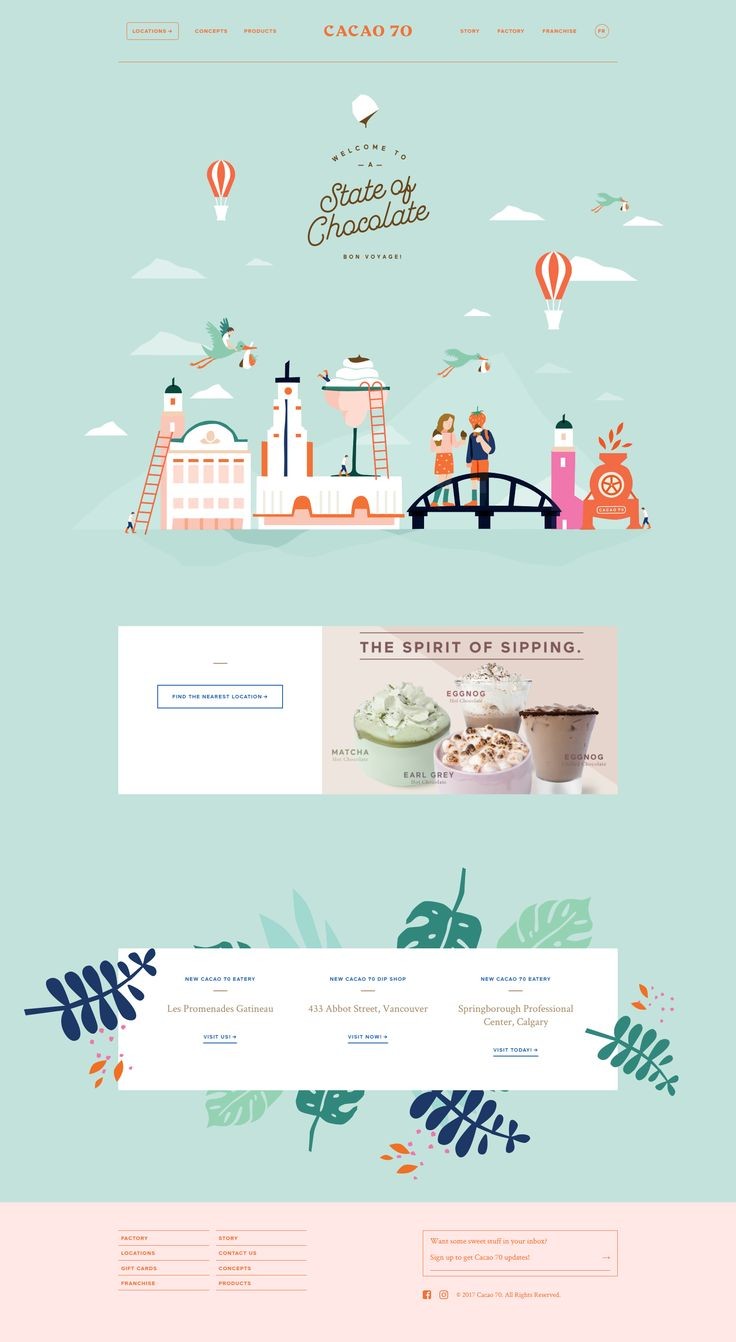 LOCATIONS →
CONCEPTS
PRODUCTS
CACAO 70
STORY
FACTORY
FRANCHISE
FR
WELCOME TO
— A —
State of
Chocolate
BON VOYAGE!
CACAO 70
THE SPIRIT OF SIPPING.
EGGNOG
Hot Chocolate
MATCHA
Hot Chocolate
EARL GREY
Hot Chocolate
EGGNOG
Chocolate
FIND THE NEAREST LOCATION →
NEW CACAO 70 EATERY
Les Promenades Gatineau
VISIT US! →
NEW CACAO 70 DIP SHOP
433 Abbot Street, Vancouver
VISIT NOW! →
NEW CACAO 70 EATERY
Springborough Professional
Center, Calgary
VISIT TODAY! →
FACTORY
LOCATIONS
GIFT CARDS
FRANCHISE
STORY
CONTACT US
CONCEPTS
PRODUCTS
Want some sweet stuff in your inbox?
Sign up to get Cacao 70 updates! →
© 2017 Cacao 70. All Rights Reserved.